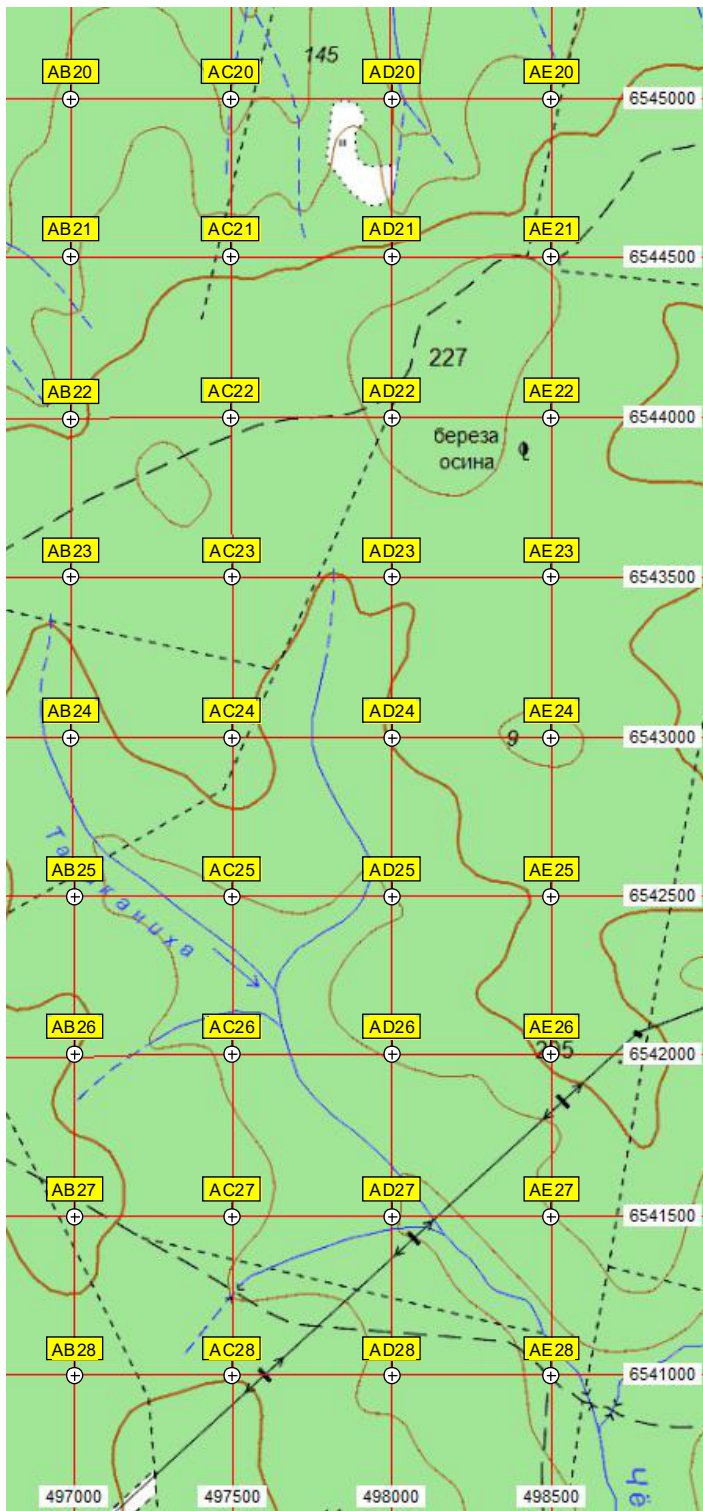 145
AB20 AC20 AD20 AE20
6545000
AB21 AC21 AD21 AE21
6544500
227
AB22 AC22 AD22 AE22
6544000
береза
осина
AB23 AC23 AD23 AE23
6543500
AB24 AC24 AD24 AE24
9
6543000
AB25 AC25 AD25 AE25
6542500
AB26 AC26 AD26 AE26
205
6542000
AB27 AC27 AD27 AE27
6541500
AB28 AC28 AD28 AE28
6541000
Чё
497000 497500 498000 498500